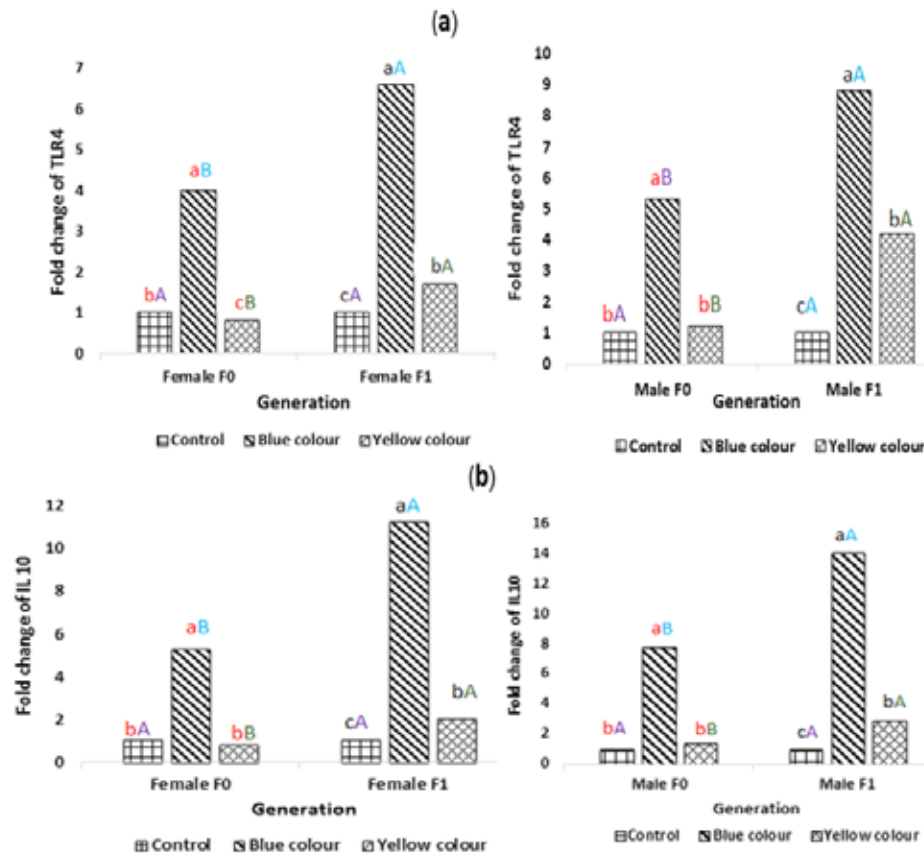 (a)
Fold change of TLR4
7
6
5
4
3
2
1
0
bA
aB
cB
cA
aA
bA
Female F0
Female F1
Generation
Control
Blue colour
Yellow colour
Fold change of TLR4
10
9
8
7
6
5
4
3
2
1
0
bA
aB
bB
cA
aA
bA
Male F0
Male F1
Generation
Control
Blue colour
Yellow colour
(b)
Fold change of IL10
12
10
8
6
4
2
0
bA
aB
bB
cA
aA
bA
Female F0
Female F1
Generation
Control
Blue colour
Yellow colour
Fold change of IL10
16
14
12
10
8
6
4
2
0
bA
aB
bB
cA
aA
bA
Male F0
Male F1
Generation
Control
Blue colour
Yellow colour